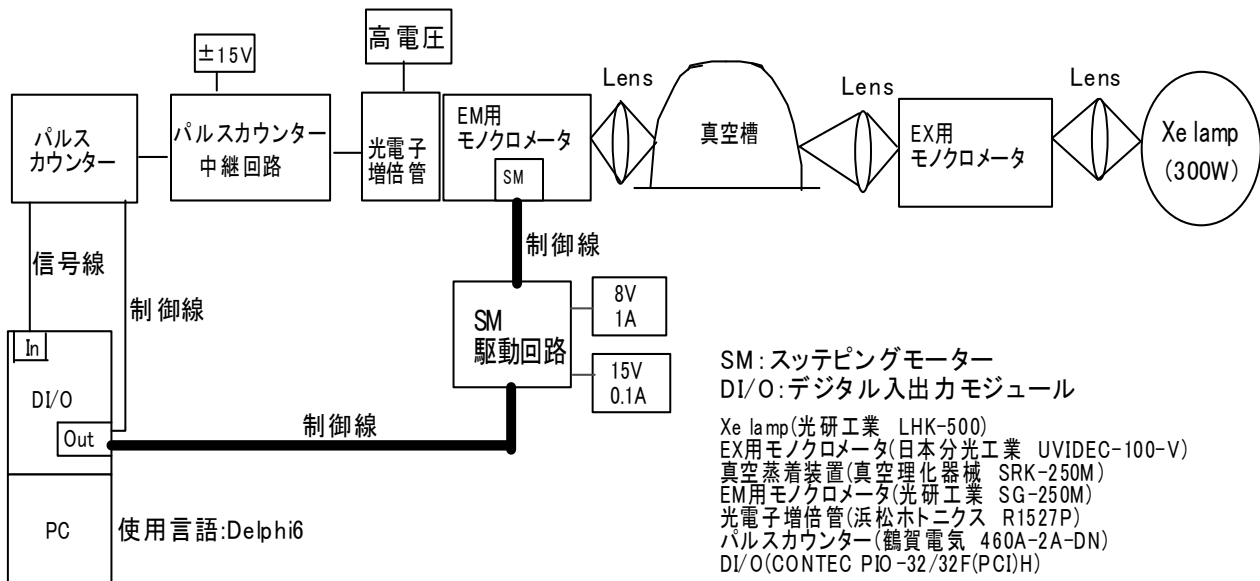 高電圧
±15V
Lens
Lens
Lens
パルス
カウンター
パルスカウンター
中継回路
光電子
増倍管
EM用
モノクロメータ
SM
真空槽
EX用
モノクロメータ
Xe lamp
(300W)
信号線
制御線
制御線
SM
駆動回路
8V
1A
15V
0.1A
In
DI/O
Out
制御線
PC
使用言語:Delphi6
SM:スッテピングモーター
DI/O:デジタル入出力モジュール
Xe lamp(光研工業 LHK-500)
EX用モノクロメータ(日本分光工業 UVIDEC-100-V)
真空蒸着装置(真空理化器械 SRK-250M)
EM用モノクロメータ(光研工業 SG-250M)
光電子増倍管(浜松ホトニクス R1527P)
パルスカウンター(鶴賀電気 460A-2A-DN)
DI/O(CONTEC PIO-32/32F(PCI)H)